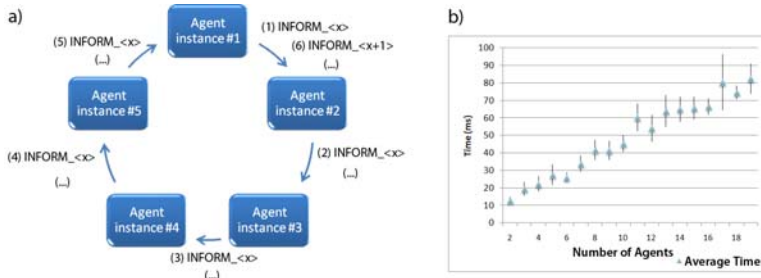 a)
Agent
instance #1
(5) INFORM_<x>
(...)
(1) INFORM_<x>
(6) INFORM_<x+1>
(...)
Agent
instance #5
Agent
instance #2
(4) INFORM_<x>
(...)
(2) INFORM_<x>
(...)
Agent
instance #4
Agent
instance #3
(3) INFORM_<x>
(...)
b)
100
90
80
70
60
50
40
30
20
10
0
Time (ms)
2 4 6 8 10 12 14 16 18
Number of Agents
Average Time